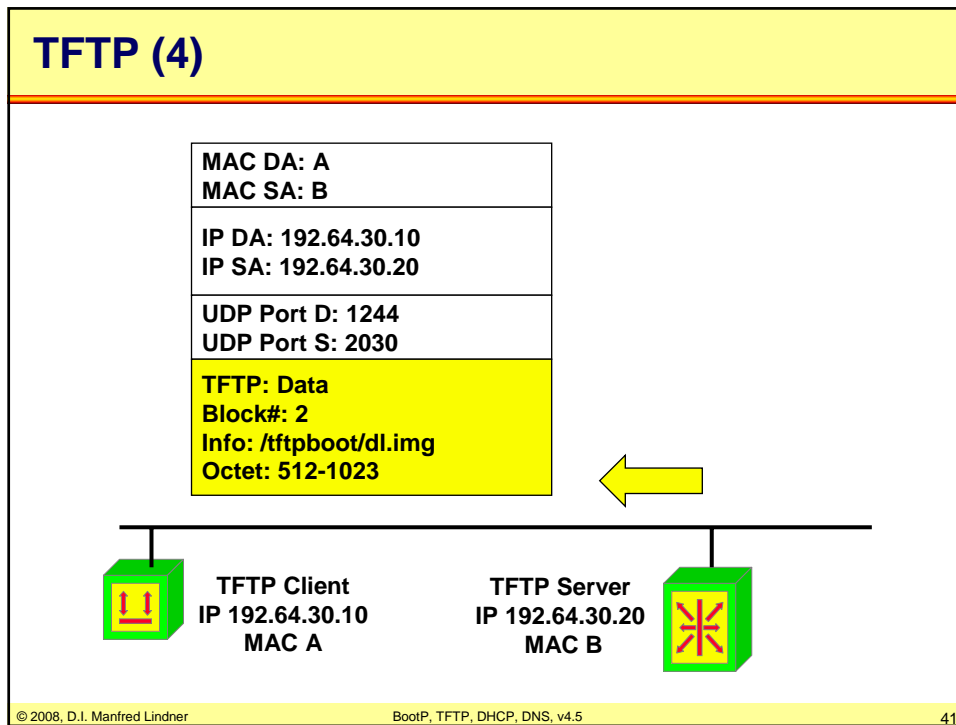 TFTP (4)
MAC DA: A
MAC SA: B
IP DA: 192.64.30.10
IP SA: 192.64.30.20
UDP Port D: 1244
UDP Port S: 2030
TFTP: Data
Block#: 2
Info: /tftpboot/dl.img
Octet: 512-1023
TFTP Client
IP 192.64.30.10
MAC A
TFTP Server
IP 192.64.30.20
MAC B
© 2008, D.I. Manfred Lindner
BootP, TFTP, DHCP, DNS, v4.5
41